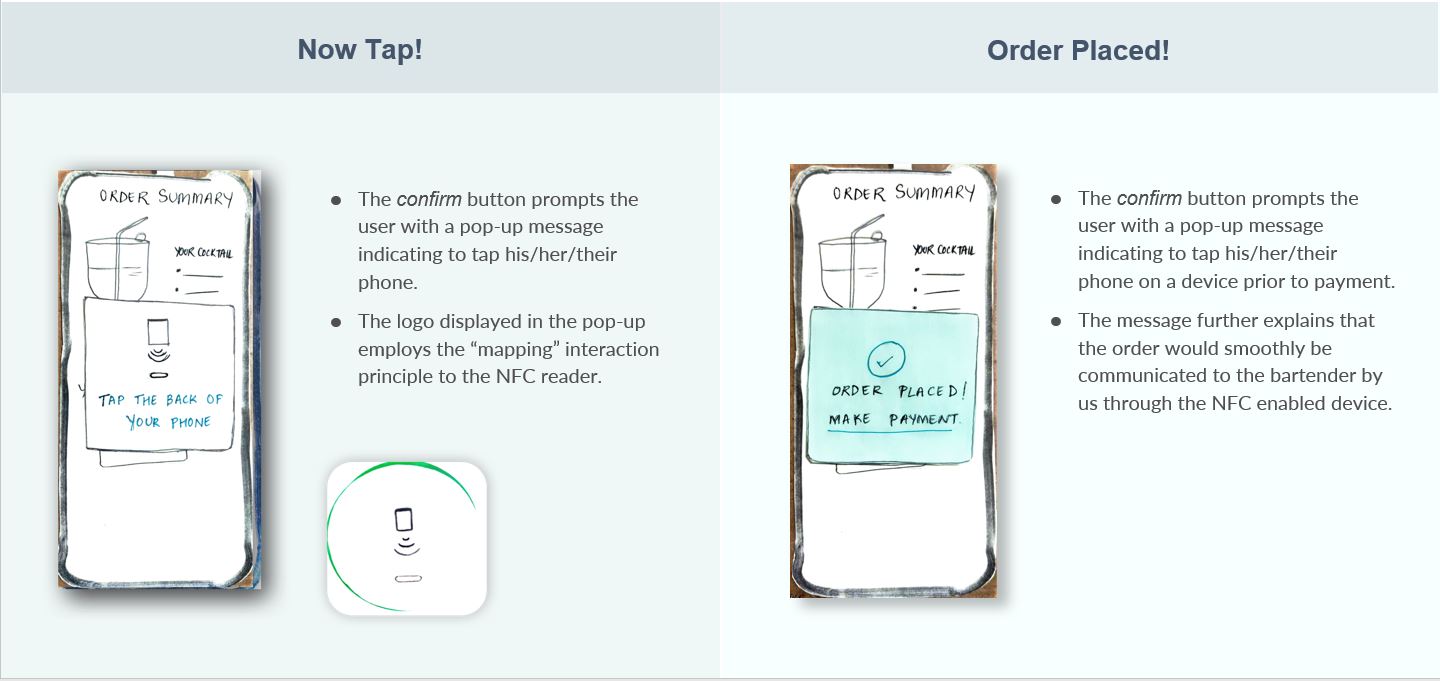 Now Tap!
ORDER SUMMARY
YOUR COCKTAIL
TAP THE BACK OF
YOUR PHONE
● The confirm button prompts the
user with a pop-up message
indicating to tap his/her/their
phone.
● The logo displayed in the pop-up
employs the “mapping” interaction
principle to the NFC reader.
Order Placed!
ORDER SUMMARY
YOUR COCKTAIL
ORDER PLACED!
MAKE PAYMENT.
● The confirm button prompts the
user with a pop-up message
indicating to tap his/her/their
phone on a device prior to payment.
● The message further explains that
the order would smoothly be
communicated to the bartender by
us through the NFC enabled device.